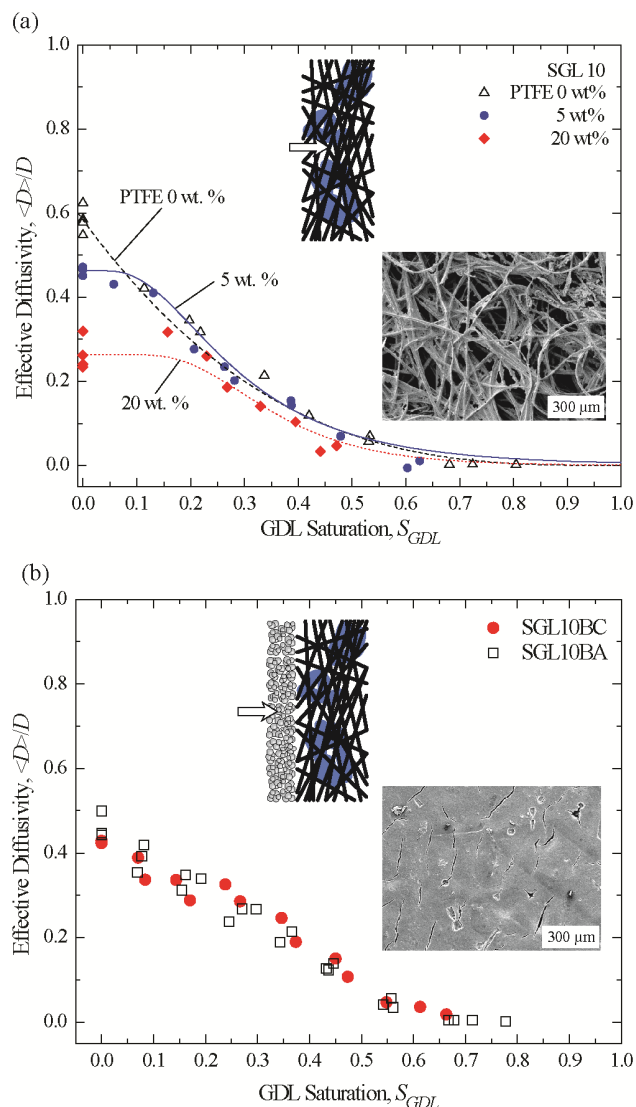 (a)
1.0
0.8
0.6
0.4
0.2
0.0
Effective Diffusivity, <D>/D
SGL 10
PTFE 0 wt%
5 wt%
20 wt%
PTFE 0 wt. %
5 wt. %
20 wt. %
300 μm
0.0 0.1 0.2 0.3 0.4 0.5 0.6 0.7 0.8 0.9 1.0
GDL Saturation, S_GDL
(b)
1.0
0.8
0.6
0.4
0.2
0.0
Effective Diffusivity, <D>/D
SGL10BC
SGL10BA
300 μm
0.0 0.1 0.2 0.3 0.4 0.5 0.6 0.7 0.8 0.9 1.0
GDL Saturation, S_GDL